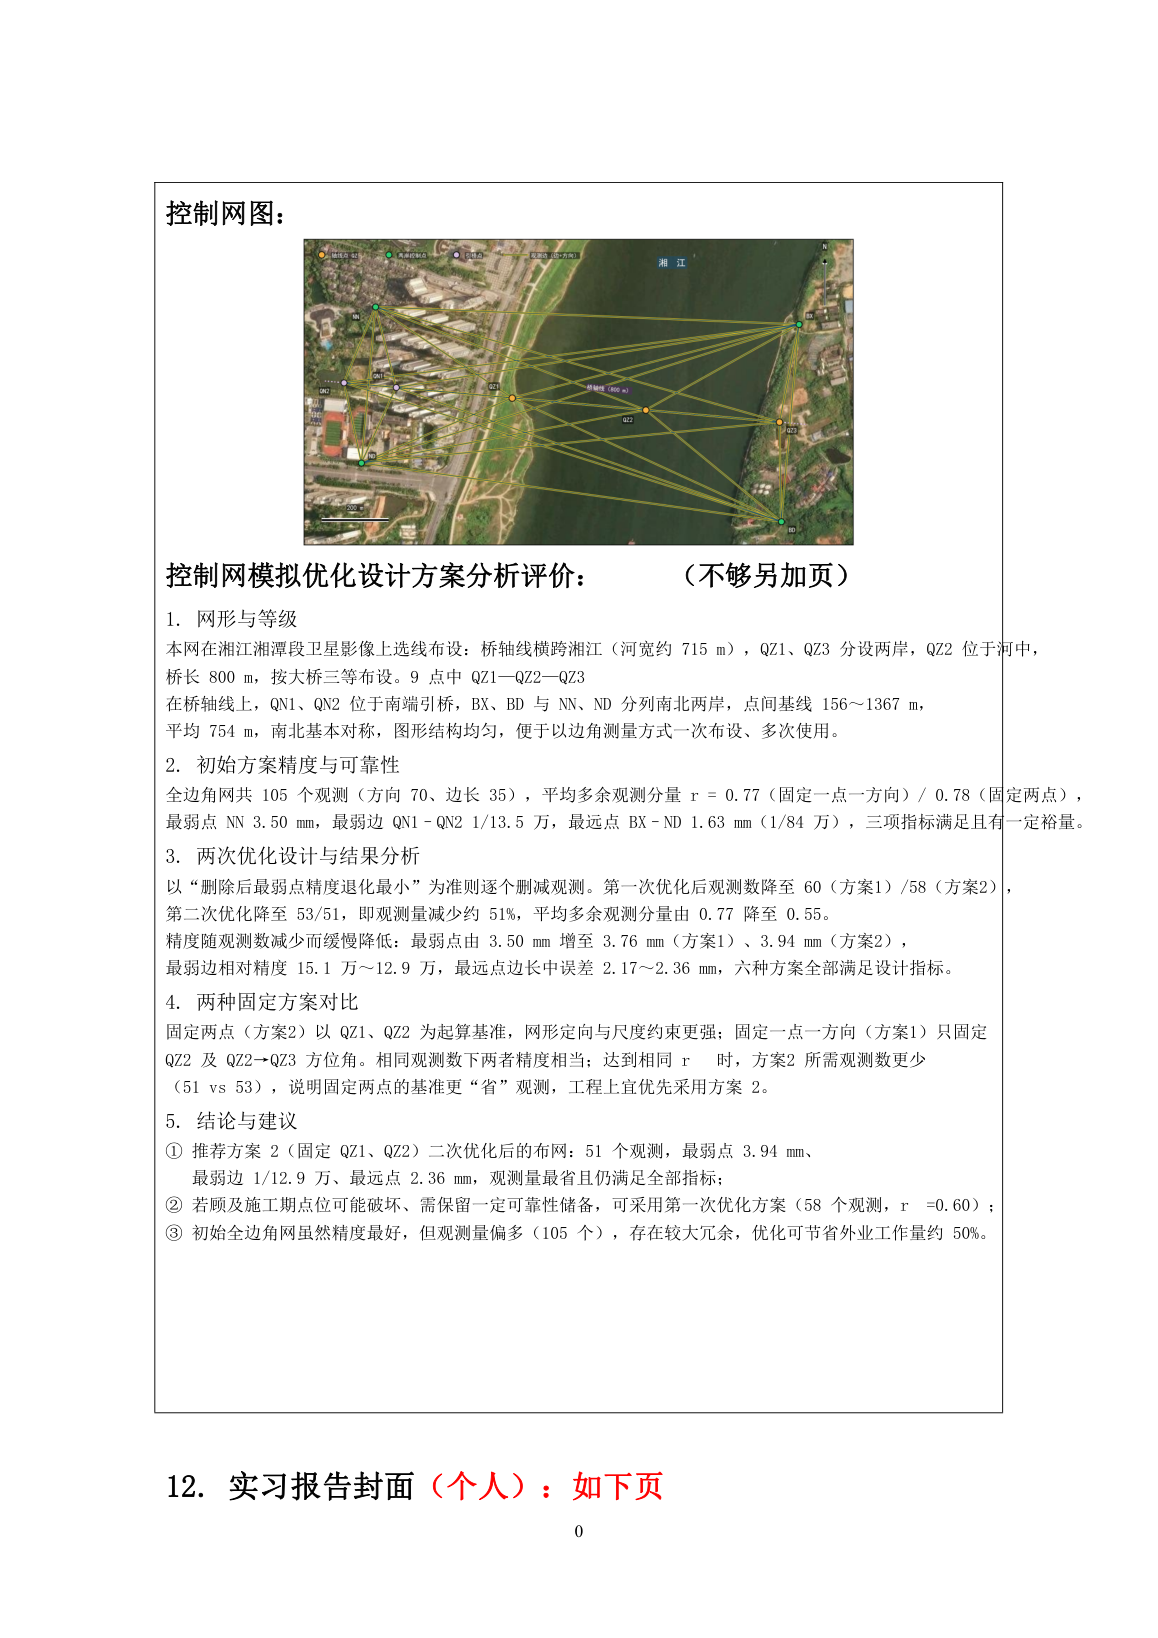 控制网图：
轴线点 QZ
两岸控制点
引桥点
观测边（边+方向）
湘 江
N
NN
BX
QN1
QN2
QZ1
桥轴线（800 m）
QZ2
QZ3
ND
200 m
BD
控制网模拟优化设计方案分析评价： （不够另加页）
1. 网形与等级
本网在湘江湘潭段卫星影像上选线布设：桥轴线横跨湘江（河宽约 715 m），QZ1、QZ3 分设两岸，QZ2 位于河中，
桥长 800 m，按大桥三等布设。9 点中 QZ1—QZ2—QZ3
在桥轴线上，QN1、QN2 位于南端引桥，BX、BD 与 NN、ND 分列南北两岸，点间基线 156～1367 m，
平均 754 m，南北基本对称，图形结构均匀，便于以边角测量方式一次布设、多次使用。
2. 初始方案精度与可靠性
全边角网共 105 个观测（方向 70、边长 35），平均多余观测分量 r = 0.77（固定一点一方向）/ 0.78（固定两点），
最弱点 NN 3.50 mm，最弱边 QN1–QN2 1/13.5 万，最远点 BX–ND 1.63 mm（1/84 万），三项指标满足且有一定裕量。
3. 两次优化设计与结果分析
以“删除后最弱点精度退化最小”为准则逐个删减观测。第一次优化后观测数降至 60（方案1）/58（方案2），
第二次优化降至 53/51，即观测量减少约 51%，平均多余观测分量由 0.77 降至 0.55。
精度随观测数减少而缓慢降低：最弱点由 3.50 mm 增至 3.76 mm（方案1）、3.94 mm（方案2），
最弱边相对精度 15.1 万～12.9 万，最远点边长中误差 2.17～2.36 mm，六种方案全部满足设计指标。
4. 两种固定方案对比
固定两点（方案2）以 QZ1、QZ2 为起算基准，网形定向与尺度约束更强；固定一点一方向（方案1）只固定
QZ2 及 QZ2→QZ3 方位角。相同观测数下两者精度相当；达到相同 r 时，方案2 所需观测数更少
（51 vs 53），说明固定两点的基准更“省”观测，工程上宜优先采用方案 2。
5. 结论与建议
① 推荐方案 2（固定 QZ1、QZ2）二次优化后的布网：51 个观测，最弱点 3.94 mm、
最弱边 1/12.9 万、最远点 2.36 mm，观测量最省且仍满足全部指标；
② 若顾及施工期点位可能破坏、需保留一定可靠性储备，可采用第一次优化方案（58 个观测，r =0.60）；
③ 初始全边角网虽然精度最好，但观测量偏多（105 个），存在较大冗余，优化可节省外业工作量约 50%。
12. 实习报告封面（个人）：如下页
0